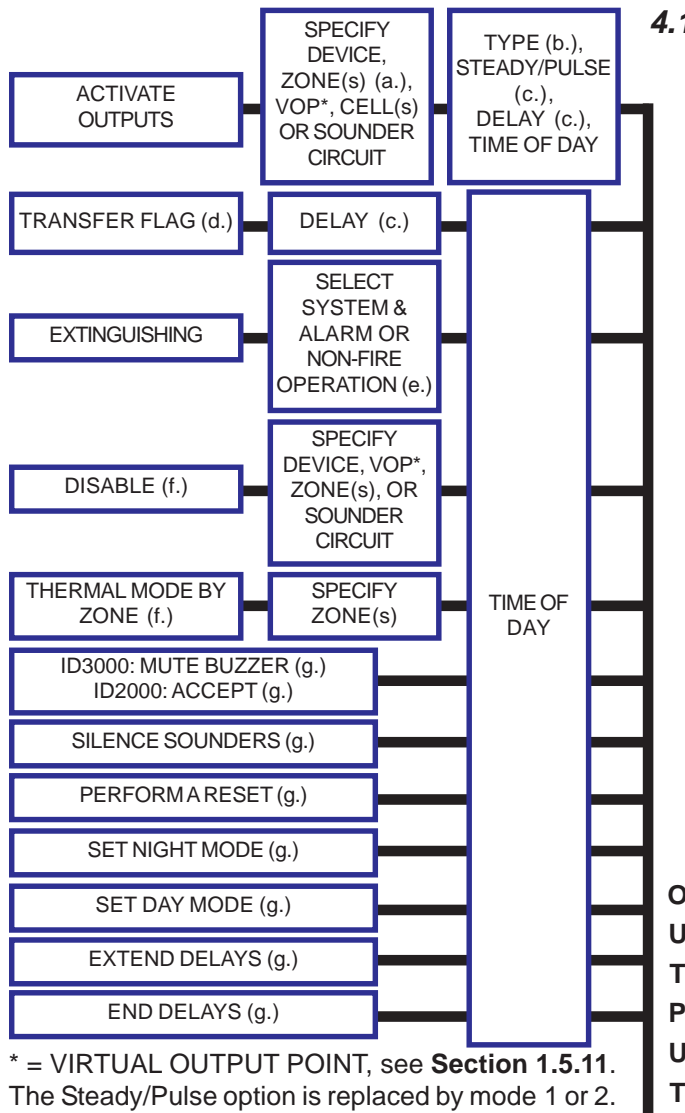 4.1
ACTIVATE
OUTPUTS
SPECIFY
DEVICE,
ZONE(s) (a.),
VOP*, CELL(s)
OR SOUNDER
CIRCUIT
TYPE (b.),
STEADY/PULSE
(c.),
DELAY (c.),
TIME OF DAY
TRANSFER FLAG (d.)
DELAY (c.)
EXTINGUISHING
SELECT
SYSTEM &
ALARM OR
NON-FIRE
OPERATION (e.)
DISABLE (f.)
SPECIFY
DEVICE, VOP*,
ZONE(s), OR
SOUNDER
CIRCUIT
THERMAL MODE BY
ZONE (f.)
SPECIFY
ZONE(s)
TIME OF
DAY
ID3000: MUTE BUZZER (g.)
ID2000: ACCEPT (g.)
SILENCE SOUNDERS (g.)
PERFORM A RESET (g.)
SET NIGHT MODE (g.)
SET DAY MODE (g.)
EXTEND DELAYS (g.)
END DELAYS (g.)
O
U
T
P
U
T
* = VIRTUAL OUTPUT POINT, see Section 1.5.11.
The Steady/Pulse option is replaced by mode 1 or 2.